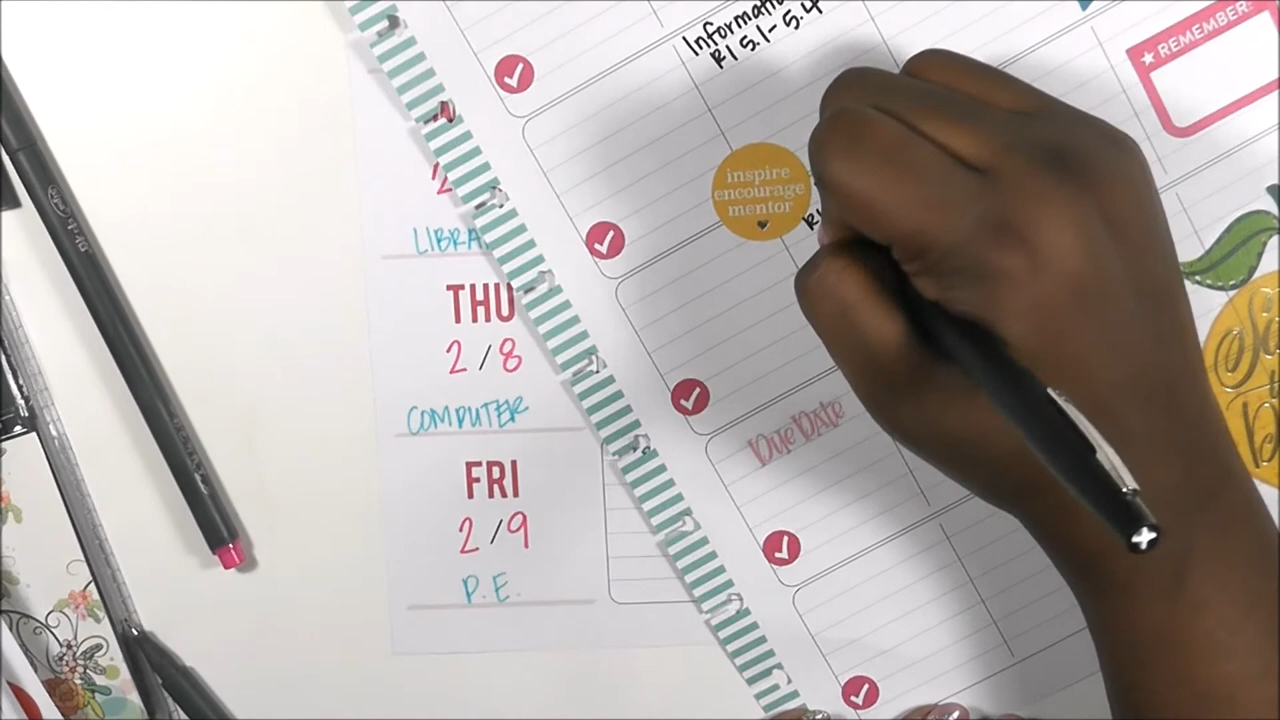 Informatio
RI 5.1-5.4
★ REMEMBER:
inspire
encourage
mentor
LIBRA
THU
2/8
COMPUTER
Due Date
FRI
2/9
P.E.